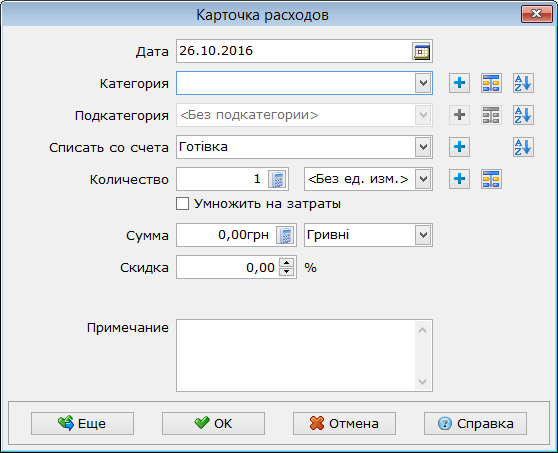 Карточка расходов
Дата 26.10.2016
Категория
Подкатегория <Без подкатегории>
Списать со счета Готівка
Количество 1 <Без ед. изм.>
Умножить на затраты
Сумма 0,00грн Гривні
Скидка 0,00 %
Примечание
Еще OK Отмена Справка